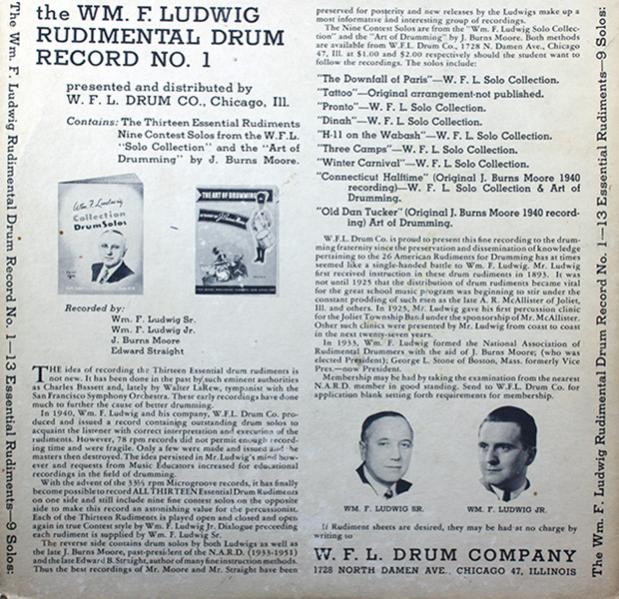 The Wm. F. Ludwig Rudimental Drum Record No. 1—13 Essential Rudiments—9 Solos:
the WM. F. LUDWIG
RUDIMENTAL DRUM
RECORD NO. 1
presented and distributed by
W. F. L. DRUM CO., Chicago, Ill.
Contains: The Thirteen Essential Rudiments
Nine Contest Solos from the W.F.L.
"Solo Collection" and the "Art of
Drumming" by J. Burns Moore.
Wm. F. Ludwig
Collection
Drum Solos
THE ART OF DRUMMING
Recorded by:
Wm. F. Ludwig Sr.
Wm. F. Ludwig Jr.
J. Burns Moore
Edward Straight
THE idea of recording the Thirteen Essential drum rudiments is
not new. It has been done in the past by such eminent authorities
as Charles Bassett and, lately by Walter LaRew, tympanist with the
San Francisco Symphony Orchestra. These early recordings have done
much to further the cause of better drumming.
In 1940, Wm. F. Ludwig and his company, W.F.L. Drum Co. pro-
duced and issued a record containing outstanding drum solos to
acquaint the listener with correct interpretation and execution of the
rudiments. However, 78 rpm records did not permit enough record-
ing time and were fragile. Only a few were made and issued and the
masters then destroyed. The idea persisted in Mr. Ludwig's mind how-
ever and requests from Music Educators increased for educational
recordings in the field of drumming.
With the advent of the 33⅓ rpm Microgroove records, it has finally
become possible to record ALL THIRTEEN Essential Drum Rudiments
on one side and still include nine fine contest solos on the opposite
side to make this record an astonishing value for the percussionist.
Each of the Thirteen Rudiments is played open and closed and open
again in true Contest style by Wm. F. Ludwig Jr. Dialogue preceeding
each rudiment is supplied by Wm. F. Ludwig Sr.
The reverse side contains drum solos by both Ludwigs as well as
the late J. Burns Moore, past-president of the N.A.R.D. (1933-1951)
and the late Edward B. Straight, author of many fine instruction methods.
Thus the best recordings of Mr. Moore and Mr. Straight have been
preserved for posterity and new releases by the Ludwigs make up a
most informative and interesting group of recordings.
The Nine Contest Solos are from the "Wm. F. Ludwig Solo Collec-
tion" and the "Art of Drumming" by J. Burns Moore. Both methods
are available from W.F.L. Drum Co., 1728 N. Damen Ave., Chicago
47, Ill. at $1.00 and $2.00 respectively should the student want to
follow the recordings. The solos include:
"The Downfall of Paris"—W. F. L. Solo Collection.
"Tattoo"—Original arrangement-not published.
"Pronto"—W. F. L. Solo Collection.
"Dinah"—W. F. L. Solo Collection.
"H-11 on the Wabash"—W. F. L. Solo Collection.
"Three Camps"—W. F. L. Solo Collection.
"Winter Carnival"—W. F. L. Solo Collection.
"Connecticut Halftime" (Original J. Burns Moore 1940
recording)—W. F. L. Solo Collection & Art of
Drumming.
"Old Dan Tucker" (Original J. Burns Moore 1940 record-
ing) Art of Drumming.
W.F.L. Drum Co. is proud to present this fine recording to the drum-
ming fraternity since the preservation and dissemination of knowledge
pertaining to the 26 American Rudiments for Drumming has at times
seemed like a single-handed battle to Wm. F. Ludwig. Mr. Ludwig
first received instruction in these drum rudiments in 1893. It was
not until 1925 that the distribution of drum rudiments became vital
for the great school music program was beginning to stir under the
constant prodding of such men as the late A. R. McAllister of Joliet,
Ill. and others. In 1925, Mr. Ludwig gave his first percussion clinic
for the Joliet Township Band under the sponsorship of Mr. McAllister.
Other such clinics were presented by Mr. Ludwig from coast to coast
in the next twenty-seven years.
In 1933, Wm. F. Ludwig formed the National Association of
Rudimental Drummers with the aid of J. Burns Moore; (who was
elected President); George L. Stone of Boston, Mass. formerly Vice
Pres.—now President.
Membership may be had by taking the examination from the nearest
N.A.R.D. member in good standing. Send to W.F.L. Drum Co. for
application blank setting forth requirements for membership.
WM. F. LUDWIG SR.
WM. F. LUDWIG JR.
If Rudiment sheets are desired, they may be had at no charge by
writing to
W. F. L. DRUM COMPANY
1728 NORTH DAMEN AVE., CHICAGO 47, ILLINOIS
The Wm. F. Ludwig Rudimental Drum Record No. 1—13 Essential Rudiments—9 Solos: